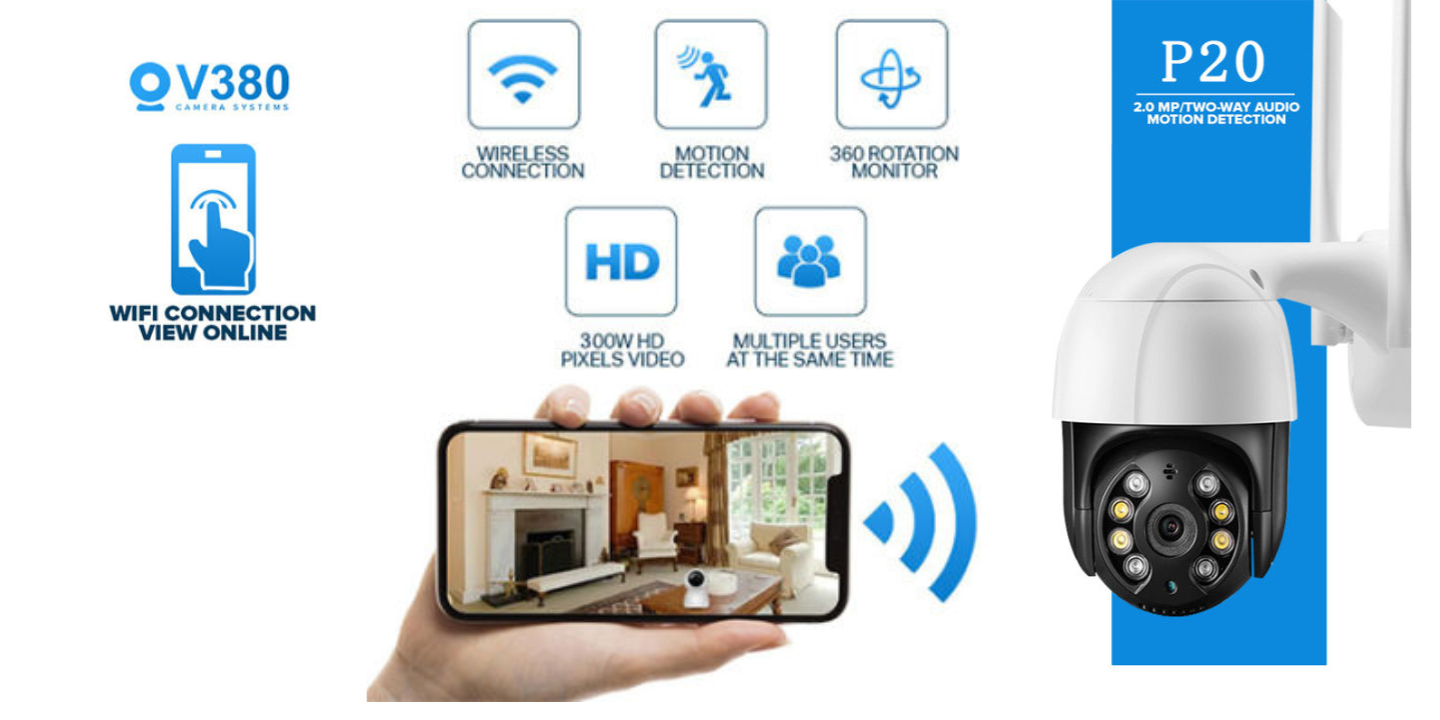 V380
CAMERA SYSTEMS
WIFI CONNECTION
VIEW ONLINE
WIRELESS
CONNECTION
MOTION
DETECTION
360 ROTATION
MONITOR
HD
300W HD
PIXELS VIDEO
MULTIPLE USERS
AT THE SAME TIME
P20
2.0 MP/TWO-WAY AUDIO
MOTION DETECTION